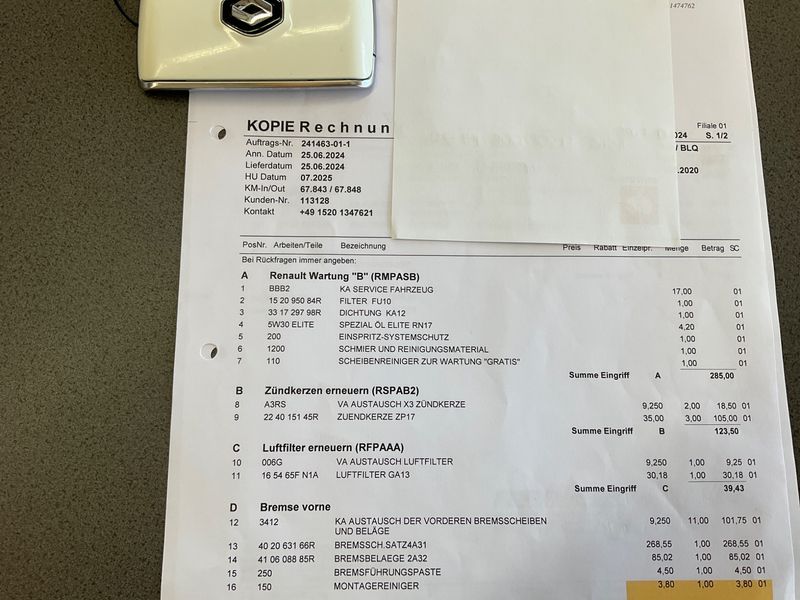 1474762
Filiale 01
KOPIE Rechnun
024 S. 1/2
Auftrags-Nr. 241463-01-1
/ BLQ
Ann. Datum 25.06.2024
Lieferdatum 25.06.2024
.2020
HU Datum 07.2025
KM-In/Out 67.843 / 67.848
Kunden-Nr. 113128
Kontakt +49 1520 1347621
PosNr. Arbeiten/Teile Bezeichnung Preis Rabatt Einzelpr. Menge Betrag SC
Bei Rückfragen immer angeben:
A Renault Wartung "B" (RMPASB)
1 BBB2 KA SERVICE FAHRZEUG 17,00 01
2 15 20 950 84R FILTER FU10 1,00 01
3 33 17 297 98R DICHTUNG KA12 1,00 01
4 5W30 ELITE SPEZIAL ÖL ELITE RN17 4,20 01
5 200 EINSPRITZ-SYSTEMSCHUTZ 1,00 01
6 1200 SCHMIER UND REINIGUNGSMATERIAL 1,00 01
7 110 SCHEIBENREINIGER ZUR WARTUNG "GRATIS" 1,00 01
Summe Eingriff A 285,00
B Zündkerzen erneuern (RSPAB2)
8 A3RS VA AUSTAUSCH X3 ZÜNDKERZE 9,250 2,00 18,50 01
9 22 40 151 45R ZUENDKERZE ZP17 35,00 3,00 105,00 01
Summe Eingriff B 123,50
C Luftfilter erneuern (RFPAAA)
10 006G VA AUSTAUSCH LUFTFILTER 9,250 1,00 9,25 01
11 16 54 65F N1A LUFTFILTER GA13 30,18 1,00 30,18 01
Summe Eingriff C 39,43
D Bremse vorne
12 3412 KA AUSTAUSCH DER VORDEREN BREMSSCHEIBEN 9,250 11,00 101,75 01
UND BELÄGE
13 40 20 631 66R BREMSSCH.SATZ4A31 268,55 1,00 268,55 01
14 41 06 088 85R BREMSBELAEGE 2A32 85,02 1,00 85,02 01
15 250 BREMSFÜHRUNGSPASTE 4,50 1,00 4,50 01
16 150 MONTAGEREINIGER 3,80 1,00 3,80 01